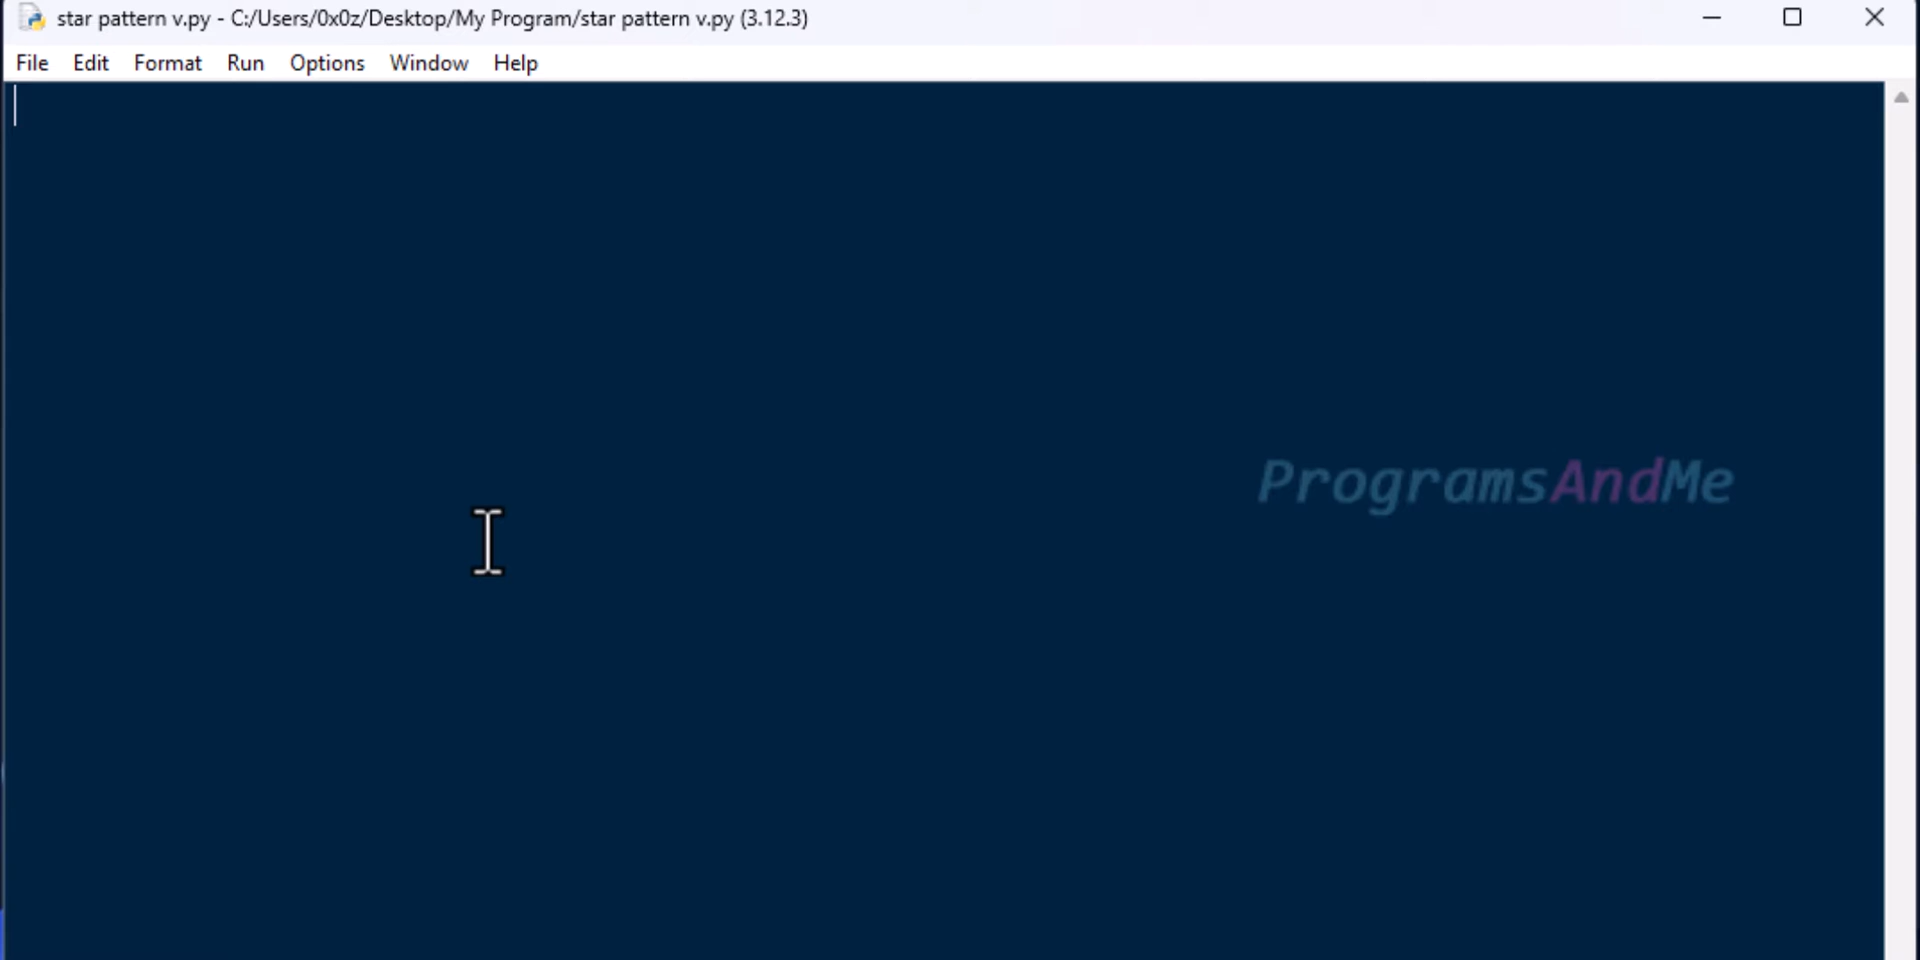 star pattern v.py - C:/Users/0x0z/Desktop/My Program/star pattern v.py (3.12.3)
File Edit Format Run Options Window Help
ProgramsAndMe